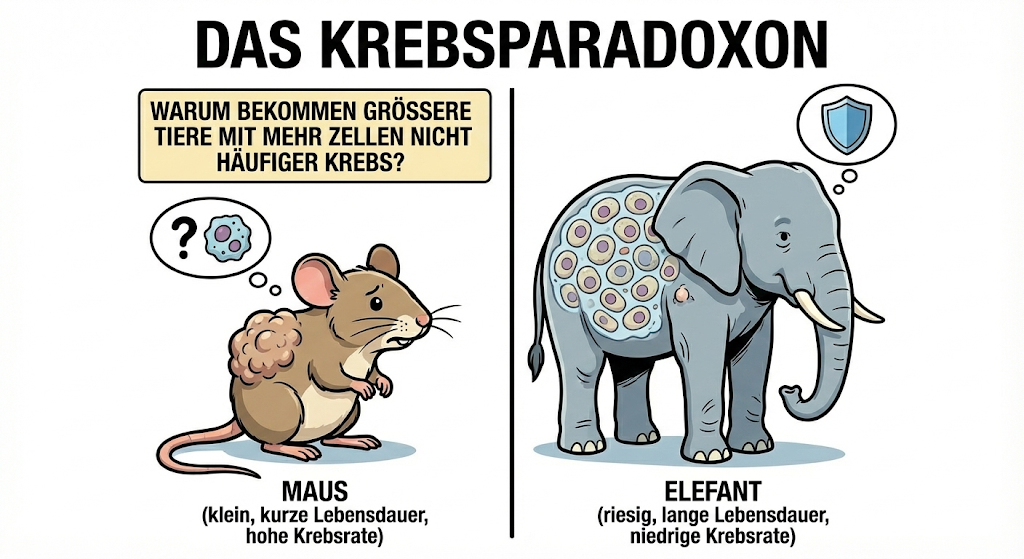 DAS KREBSPARADOXON
WARUM BEKOMMEN GRÖSSERE
TIERE MIT MEHR ZELLEN NICHT
HÄUFIGER KREBS?
?
MAUS
(klein, kurze Lebensdauer,
hohe Krebsrate)
ELEFANT
(riesig, lange Lebensdauer,
niedrige Krebsrate)